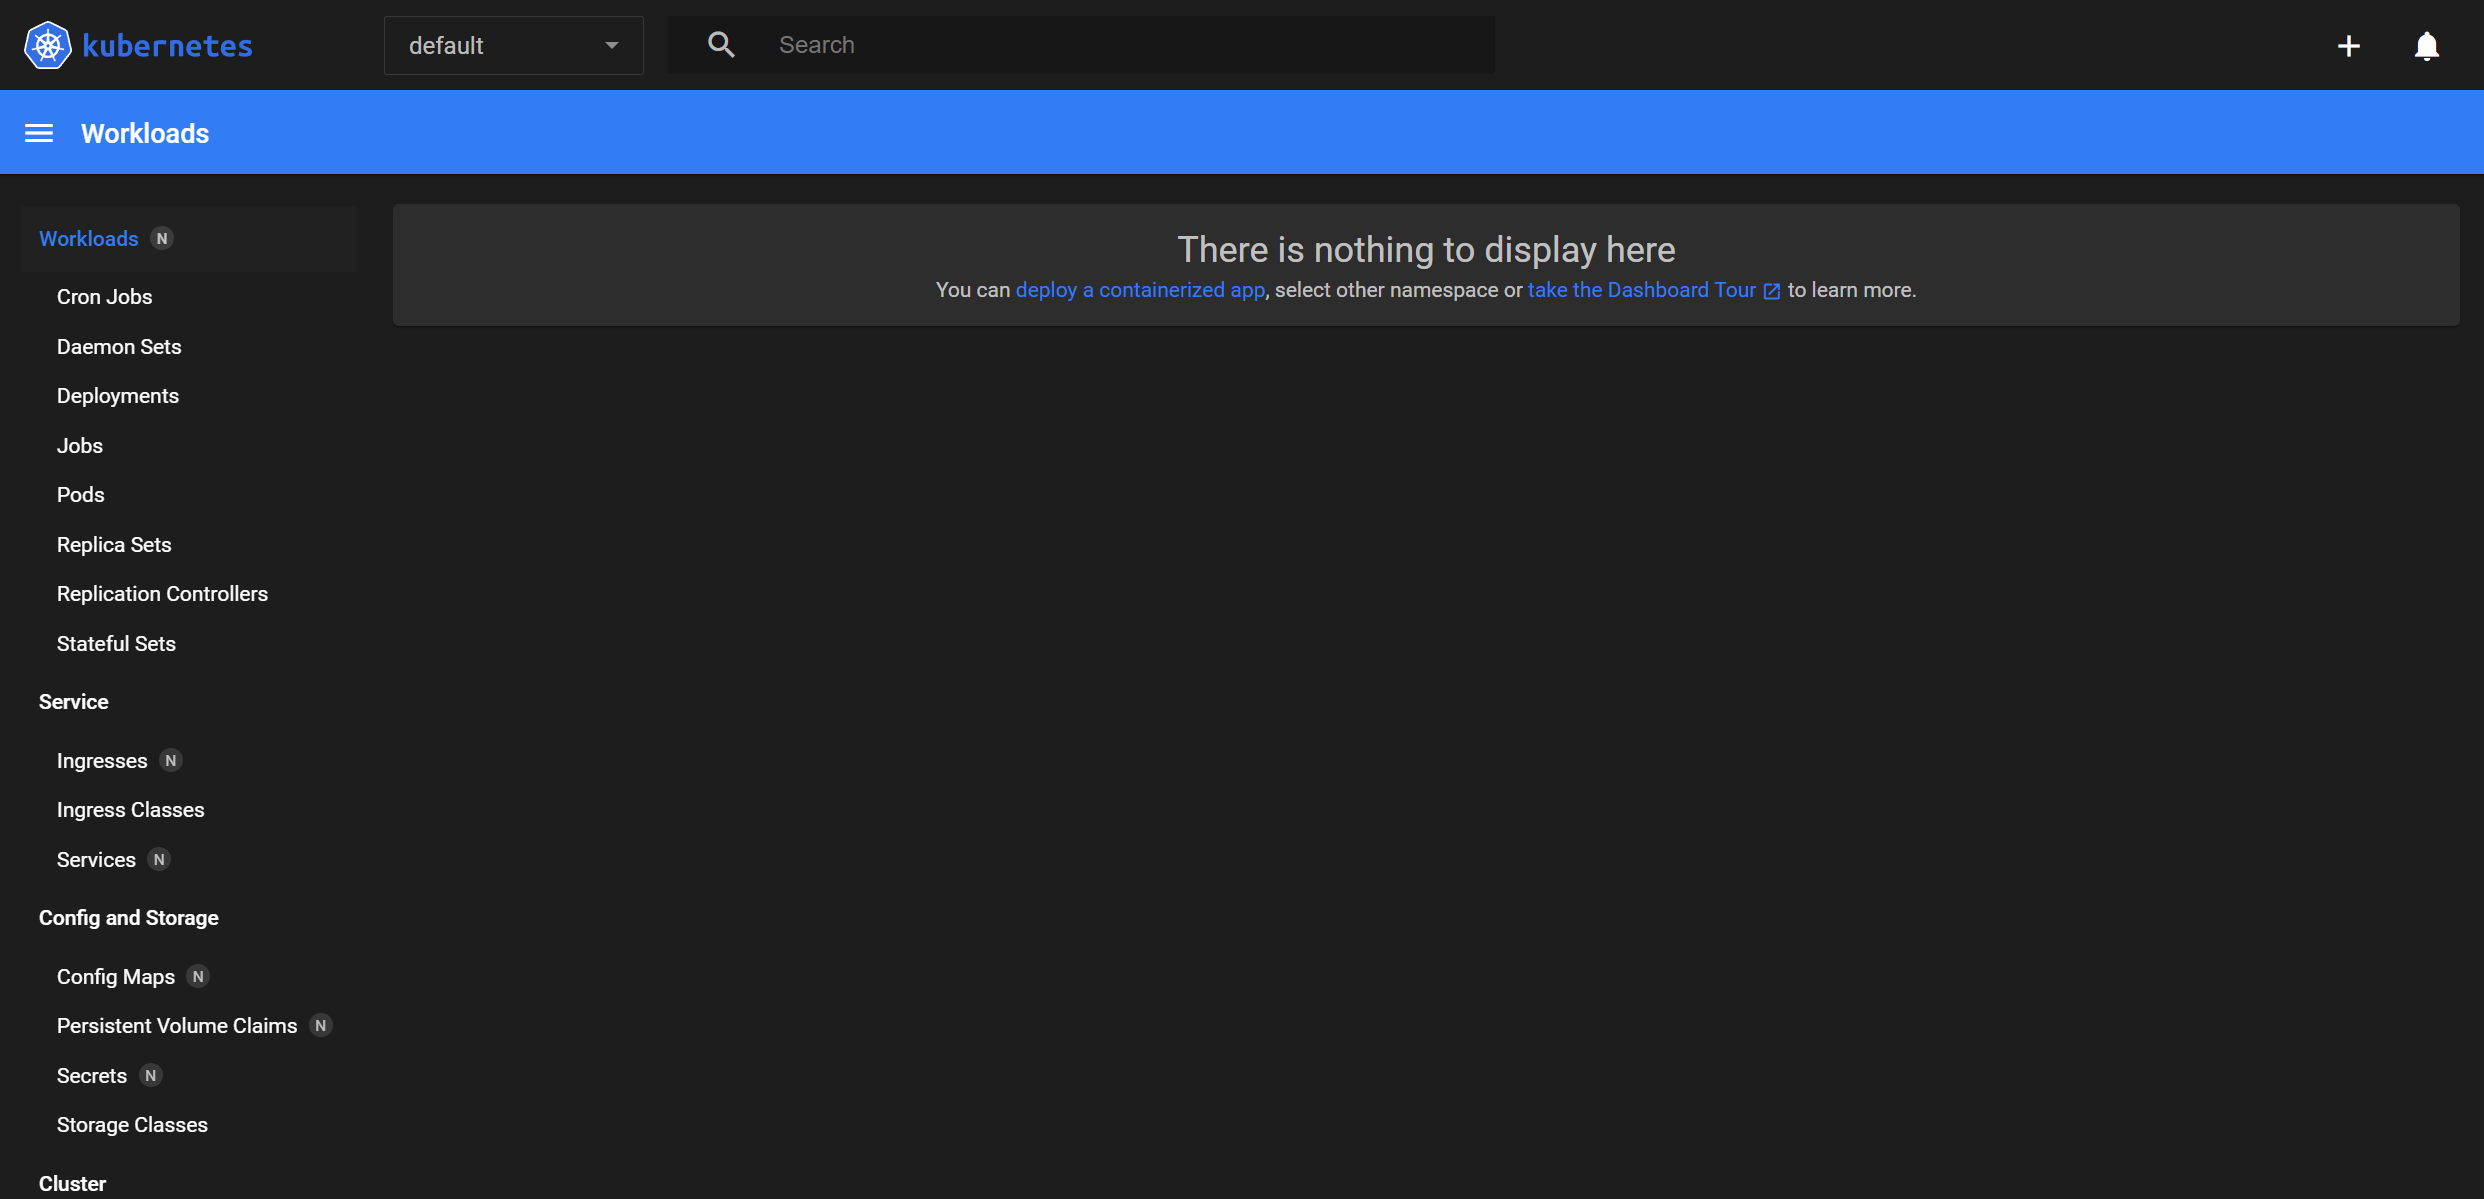 kubernetes
default
Search
Workloads
Workloads N
Cron Jobs
Daemon Sets
Deployments
Jobs
Pods
Replica Sets
Replication Controllers
Stateful Sets
Service
Ingresses N
Ingress Classes
Services N
Config and Storage
Config Maps N
Persistent Volume Claims N
Secrets N
Storage Classes
Cluster
There is nothing to display here
You can deploy a containerized app, select other namespace or take the Dashboard Tour to learn more.